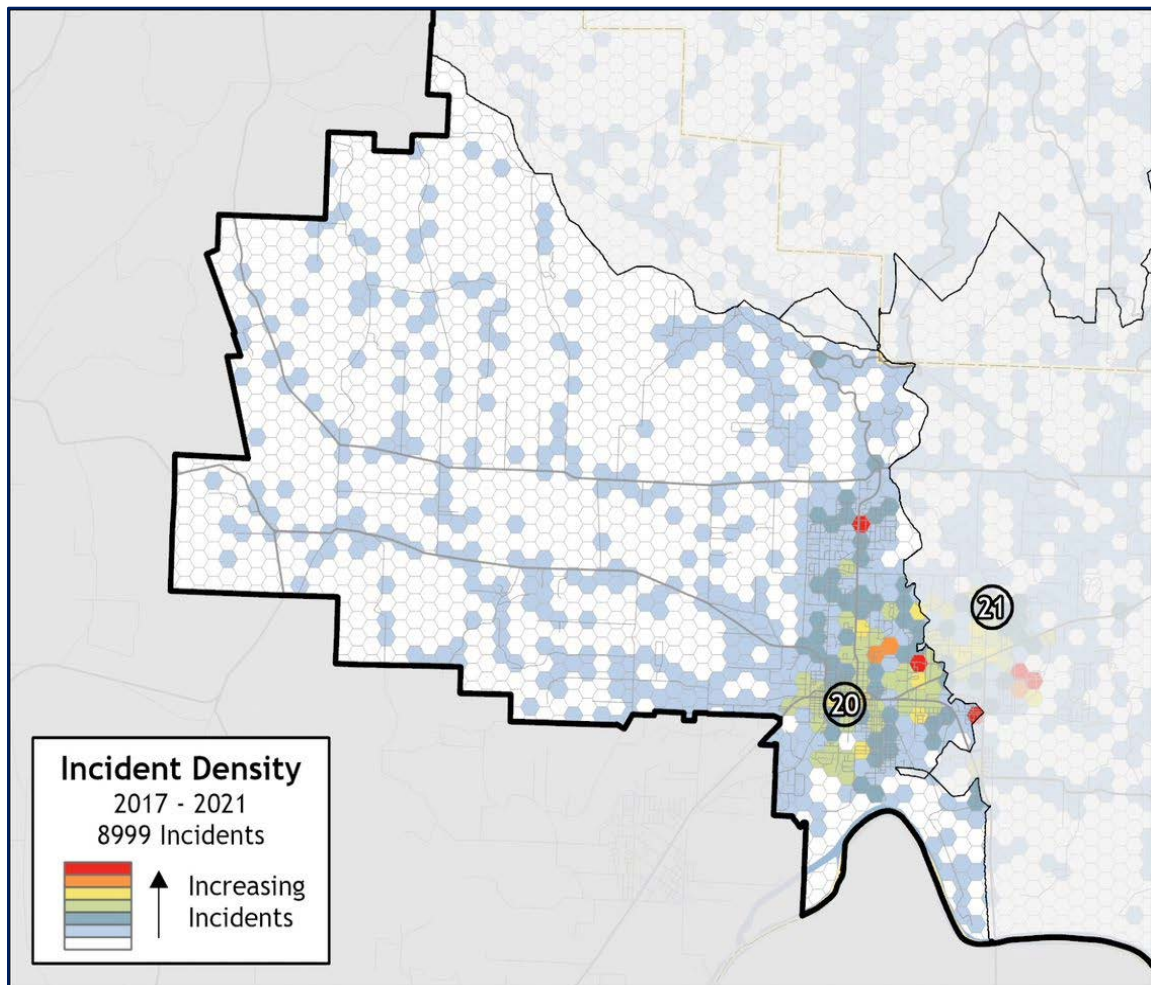 21
20
Incident Density
2017 - 2021
8999 Incidents
Increasing
Incidents